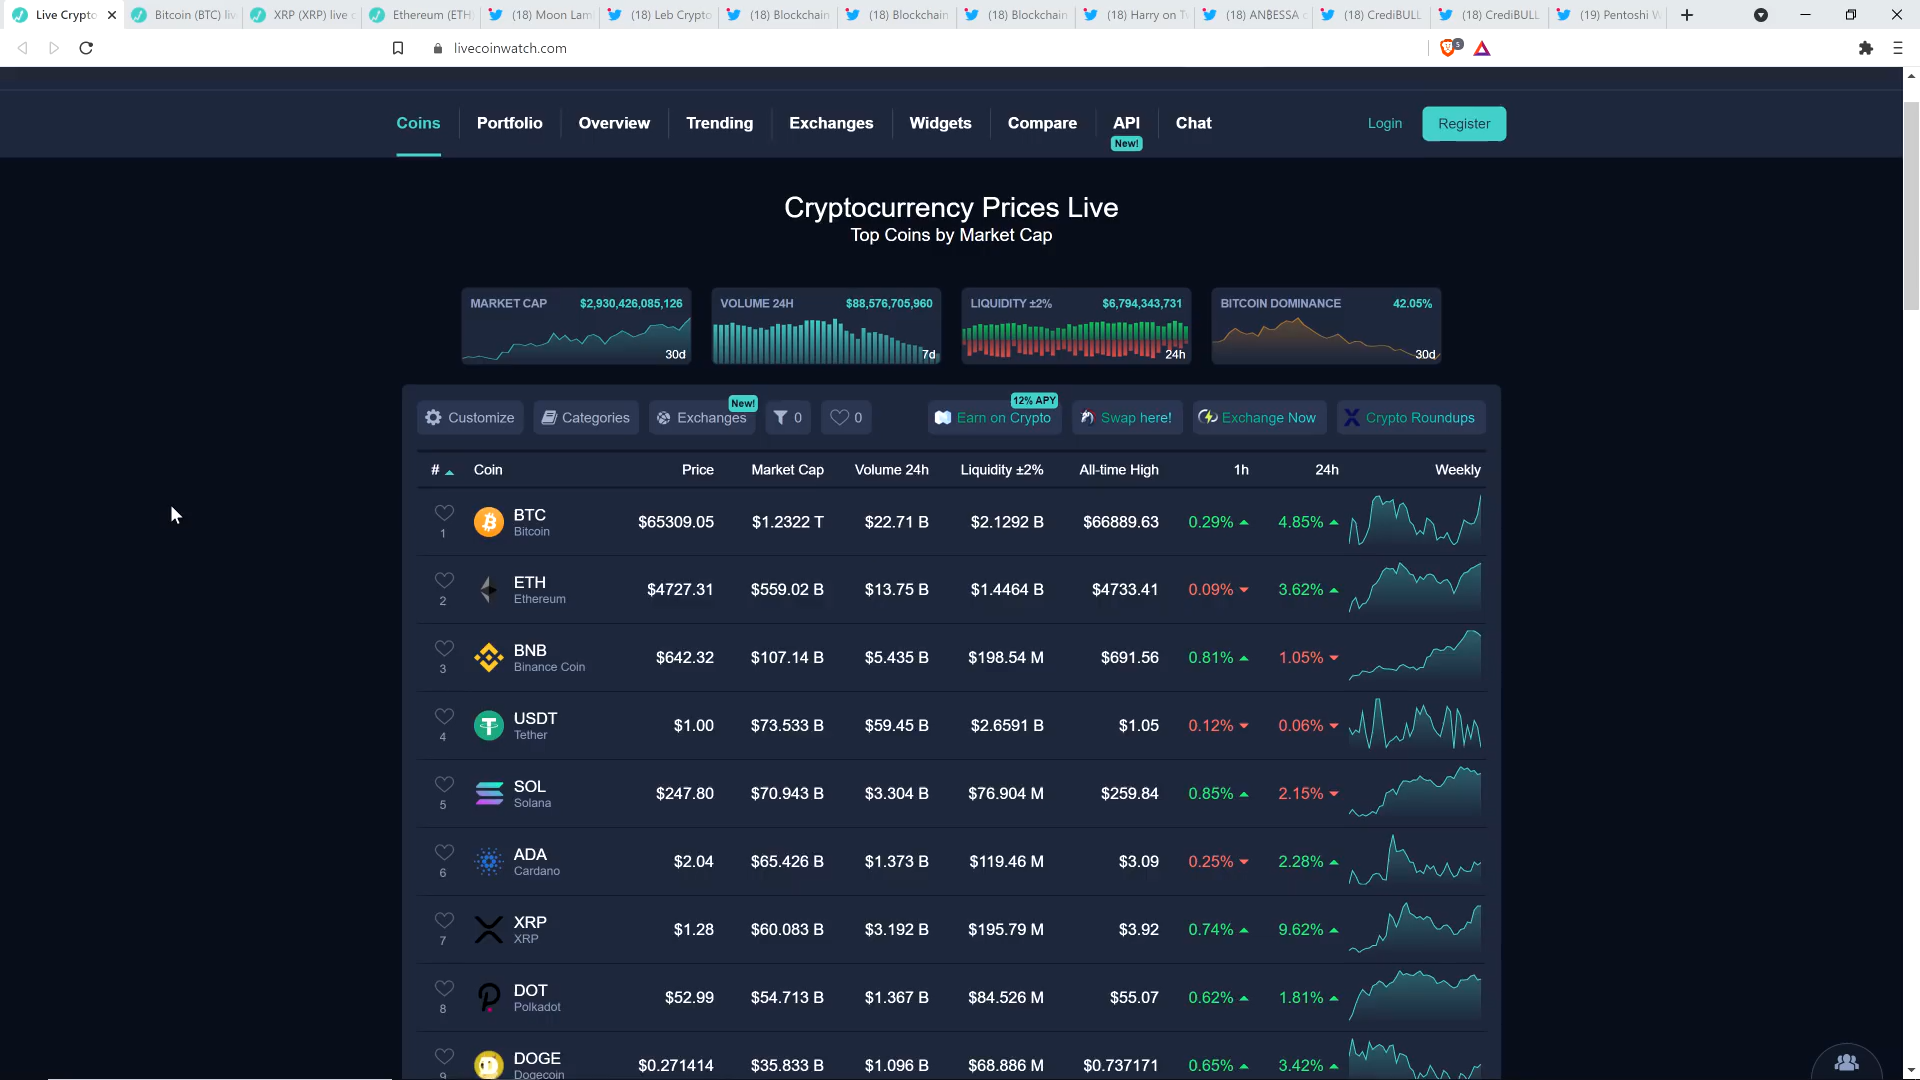 Live Crypto
Bitcoin (BTC) li
XRP (XRP) live
Ethereum (ETH
(18) Moon Lam
(18) Leb Crypto
(18) Blockchain
(18) Blockchain
(18) Blockchain
(18) Harry on T
(18) ANBESSA
(18) CrediBULL
(18) CrediBULL
(19) Pentoshi
livecoinwatch.com
5
Coins
Portfolio
Overview
Trending
Exchanges
Widgets
Compare
API
New!
Chat
Login
Register
Cryptocurrency Prices Live
Top Coins by Market Cap
MARKET CAP $2,930,426,085,126
30d
VOLUME 24H $88,576,705,960
7d
LIQUIDITY ±2% $6,794,343,731
24h
BITCOIN DOMINANCE 42.05%
30d
Customize
Categories
Exchanges
New!
0
0
12% APY
Earn on Crypto
Swap here!
Exchange Now
Crypto Roundups
# Coin Price Market Cap Volume 24h Liquidity ±2% All-time High 1h 24h Weekly
1 BTC Bitcoin $65309.05 $1.2322 T $22.71 B $2.1292 B $66889.63 0.29% 4.85%
2 ETH Ethereum $4727.31 $559.02 B $13.75 B $1.4464 B $4733.41 0.09% 3.62%
3 BNB Binance Coin $642.32 $107.14 B $5.435 B $198.54 M $691.56 0.81% 1.05%
4 USDT Tether $1.00 $73.533 B $59.45 B $2.6591 B $1.05 0.12% 0.06%
5 SOL Solana $247.80 $70.943 B $3.304 B $76.904 M $259.84 0.85% 2.15%
6 ADA Cardano $2.04 $65.426 B $1.373 B $119.46 M $3.09 0.25% 2.28%
7 XRP XRP $1.28 $60.083 B $3.192 B $195.79 M $3.92 0.74% 9.62%
8 DOT Polkadot $52.99 $54.713 B $1.367 B $84.526 M $55.07 0.62% 1.81%
9 DOGE Dogecoin $0.271414 $35.833 B $1.096 B $68.886 M $0.737171 0.65% 3.42%